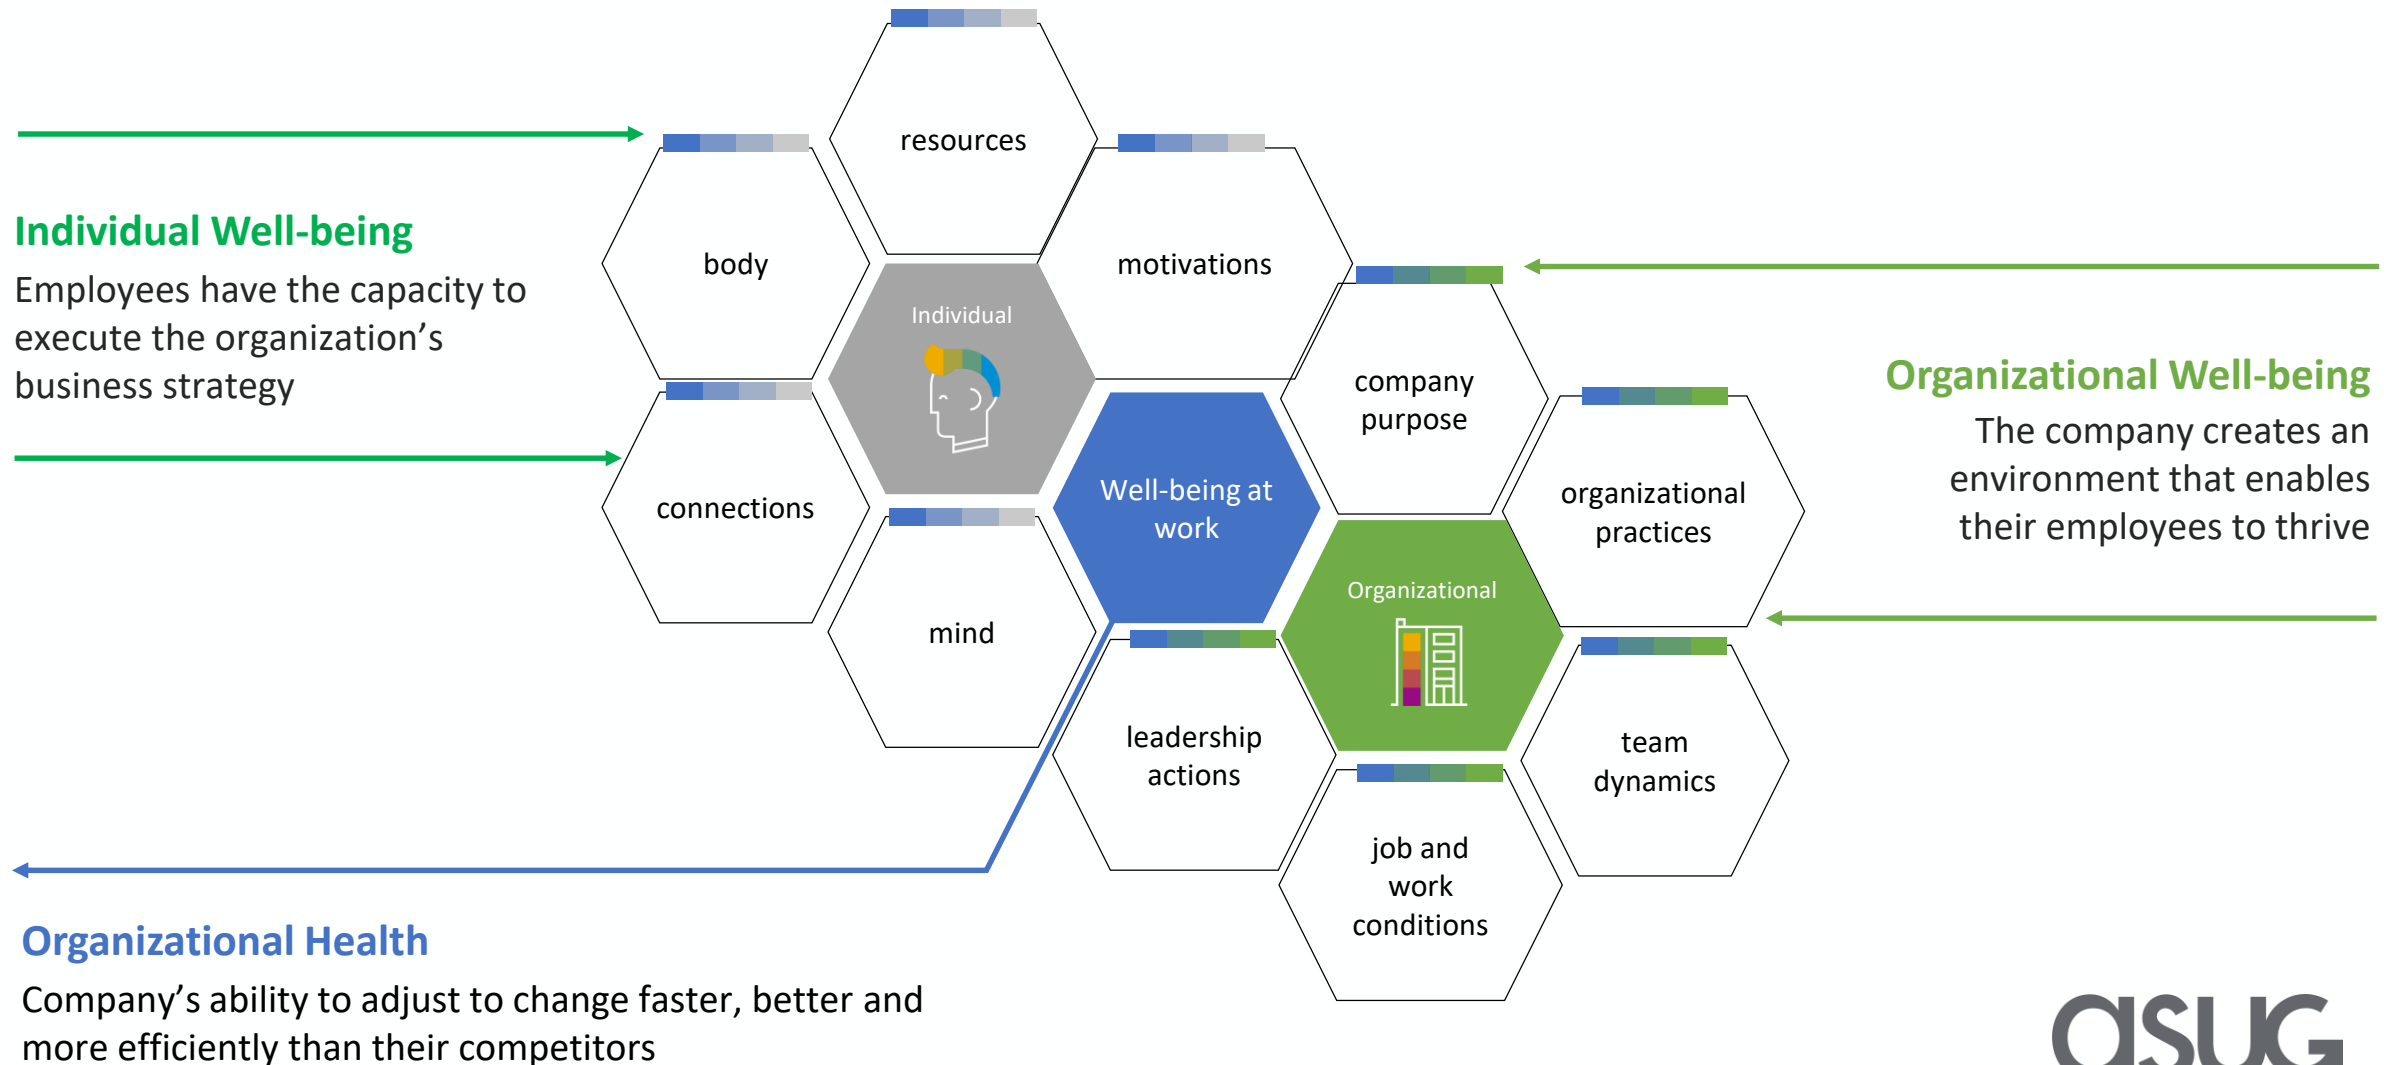 resources
body
motivations
Individual Well-being
Employees have the capacity to
execute the organization’s
business strategy
Individual
company
purpose
Organizational Well-being
The company creates an
environment that enables
their employees to thrive
connections
Well-being at
work
organizational
practices
mind
Organizational
leadership
actions
team
dynamics
job and
work
conditions
Organizational Health
Company’s ability to adjust to change faster, better and
more efficiently than their competitors
asug